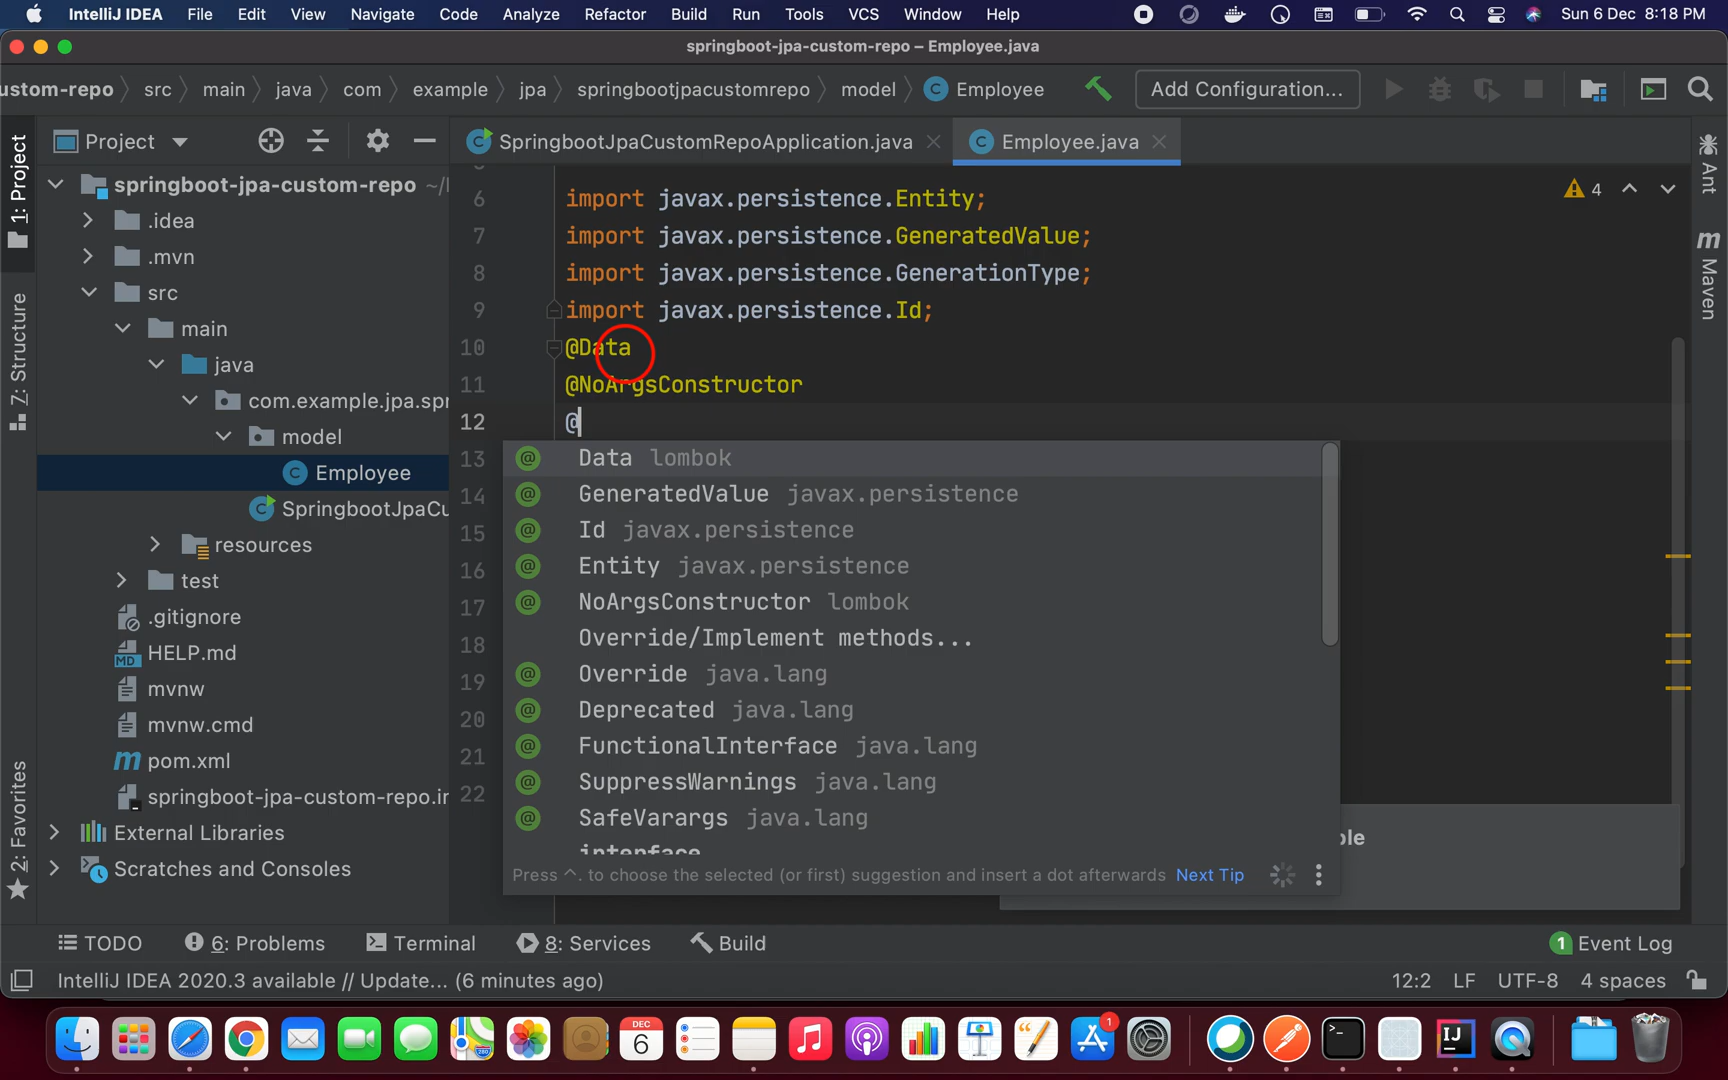 IntelliJ IDEA File Edit View Navigate Code Analyze Refactor Build Run Tools VCS Window Help Sun 6 Dec 8:18 PM
springboot-jpa-custom-repo – Employee.java
ustom-repo src main java com example jpa springbootjpacustomrepo model Employee Add Configuration...
Project
SpringbootJpaCustomRepoApplication.java Employee.java
1: Project
7: Structure
2: Favorites
springboot-jpa-custom-repo ~/
.idea
.mvn
src
main
java
com.example.jpa.spr
model
Employee
SpringbootJpaCu
resources
test
.gitignore
HELP.md
mvnw
mvnw.cmd
pom.xml
springboot-jpa-custom-repo.ir
External Libraries
Scratches and Consoles
6 import javax.persistence.Entity;
7 import javax.persistence.GeneratedValue;
8 import javax.persistence.GenerationType;
9 import javax.persistence.Id;
10 @Data
11 @NoArgsConstructor
12 @
13
14
15
16
17
18
19
20
21
22
4
@ Data lombok
@ GeneratedValue javax.persistence
@ Id javax.persistence
@ Entity javax.persistence
@ NoArgsConstructor lombok
Override/Implement methods...
@ Override java.lang
@ Deprecated java.lang
@ FunctionalInterface java.lang
@ SuppressWarnings java.lang
@ SafeVarargs java.lang
interface
Press ^. to choose the selected (or first) suggestion and insert a dot afterwards Next Tip
ble
Ant
m Maven
TODO 6: Problems Terminal 8: Services Build 1 Event Log
IntelliJ IDEA 2020.3 available // Update... (6 minutes ago) 12:2 LF UTF-8 4 spaces
DEC
6
280
1
IJ